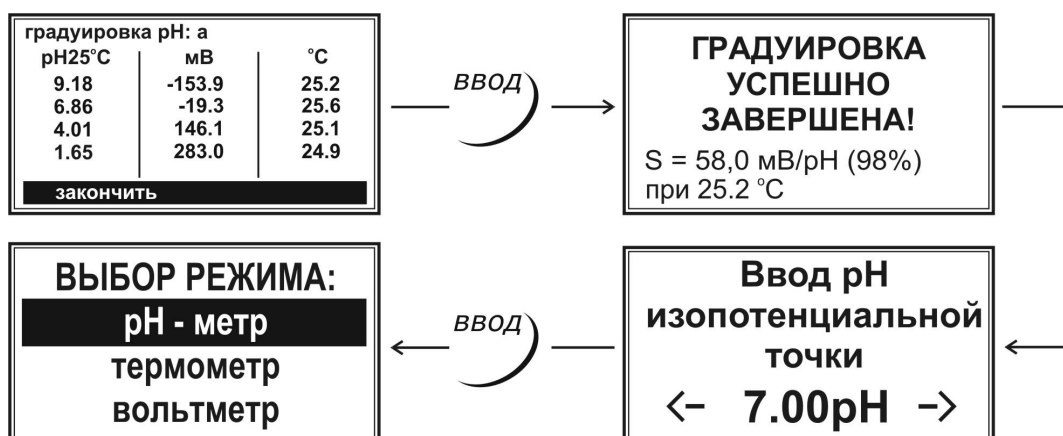 градуировка pH: а
pH25°C мВ °C
9.18 -153.9 25.2
6.86 -19.3 25.6
4.01 146.1 25.1
1.65 283.0 24.9
закончить
ВВОД
ГРАДУИРОВКА
УСПЕШНО
ЗАВЕРШЕНА!
S = 58,0 мВ/pH (98%)
при 25.2 °C
ВЫБОР РЕЖИМА:
pH - метр
термометр
вольтметр
ВВОД
Ввод pH
изопотенциальной
точки
<- 7.00pH ->